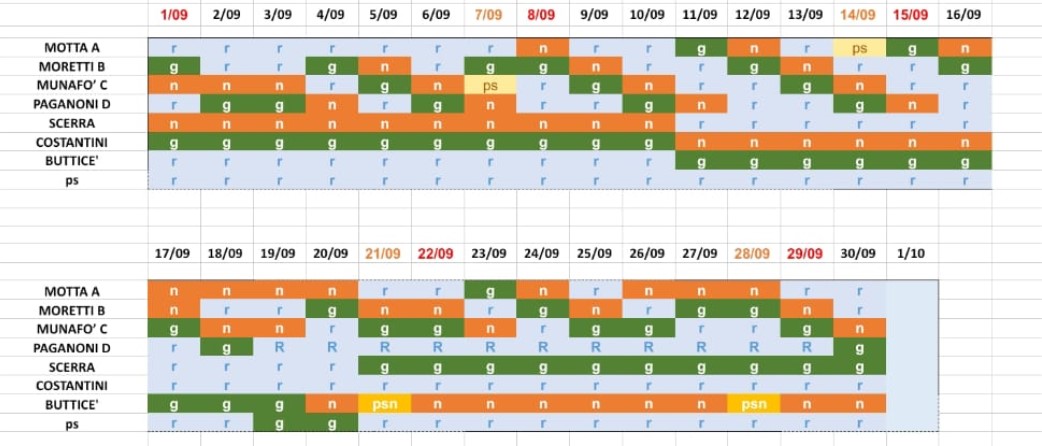 1/09 2/09 3/09 4/09 5/09 6/09 7/09 8/09 9/09 10/09 11/09 12/09 13/09 14/09 15/09 16/09
MOTTA A r r r r r r r n r r g n r ps g n
MORETTI B g r r g n r g g n r r g n r r g
MUNAFO' C n n n r g n ps r g n r r g n r r
PAGANONI D r g g n r g n r r g n r r g n r
SCERRA n n n n n n n n n n r r r r r r
COSTANTINI g g g g g g g g g g n n n n n n
BUTTICE' r r r r r r r r r r g g g g g g
ps r r r r r r r r r r r r r r r r
17/09 18/09 19/09 20/09 21/09 22/09 23/09 24/09 25/09 26/09 27/09 28/09 29/09 30/09 1/10
MOTTA A n n n n r r g n r n n n r r
MORETTI B n r r g n n r g n r g g n r
MUNAFO' C g n n r g g n r g g r r g n
PAGANONI D r g R R R R R R R R R R R g
SCERRA r r r r g g g g g g g g g g
COSTANTINI r r r r r r r r r r r r r r
BUTTICE' g g g n psn n n n n n n psn n n
ps r r g g r r r r r r r r r r